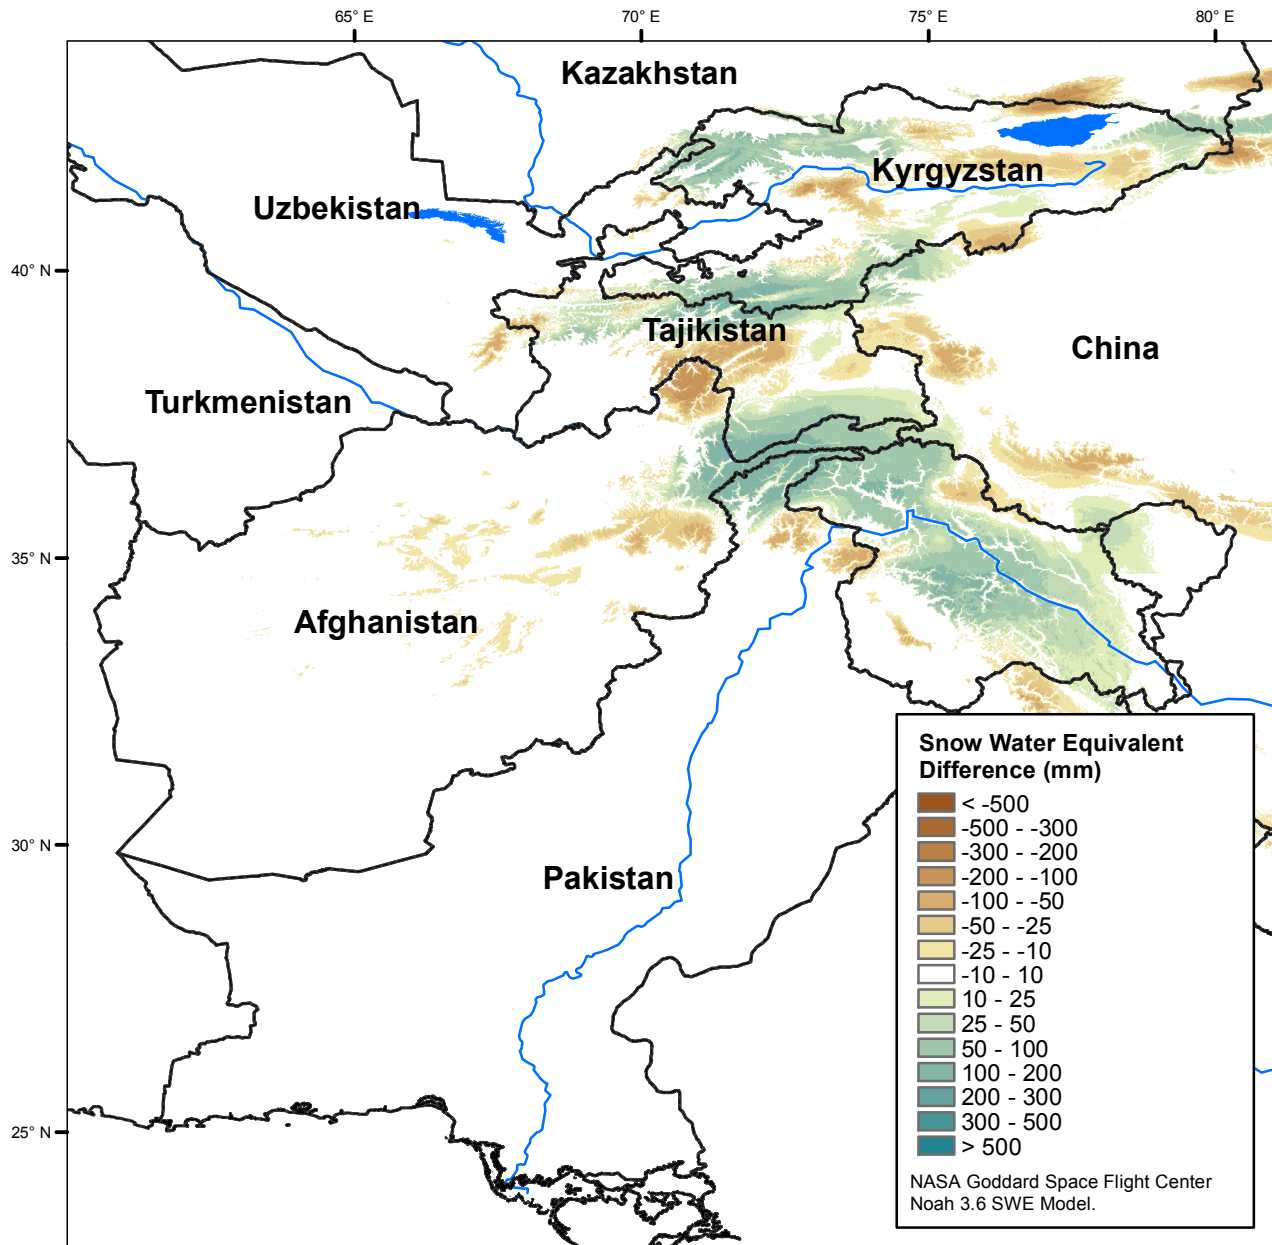 65° E
70° E
75° E
80° E
Kazakhstan
Kyrgyzstan
Uzbekistan
40° N
Tajikistan
China
Turkmenistan
35° N
Afghanistan
Snow Water Equivalent
Difference (mm)
< -500
-500 - -300
-300 - -200
-200 - -100
-100 - -50
-50 - -25
-25 - -10
-10 - 10
10 - 25
25 - 50
50 - 100
100 - 200
200 - 300
300 - 500
> 500
NASA Goddard Space Flight Center
Noah 3.6 SWE Model.
30° N
Pakistan
25° N